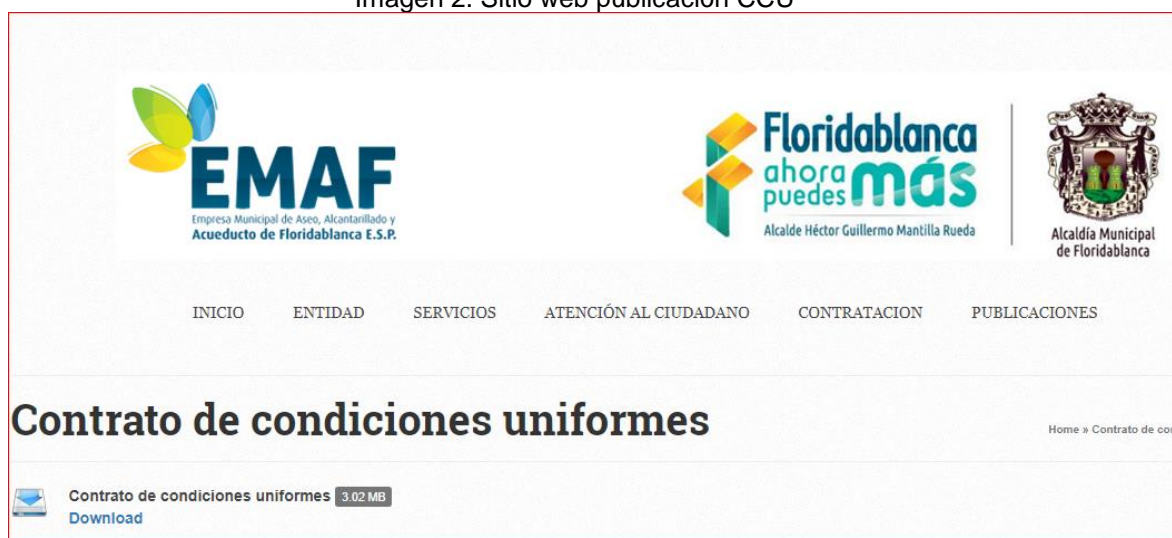 Imagen 2. Sitio web publicación CCU
EMAF
Empresa Municipal de Aseo, Alcantarillado y
Acueducto de Floridablanca E.S.P.
Floridablanca
ahora
puedes más
Alcalde Héctor Guillermo Mantilla Rueda
Alcaldía Municipal
de Floridablanca
INICIO ENTIDAD SERVICIOS ATENCIÓN AL CIUDADANO CONTRATACION PUBLICACIONES
Contrato de condiciones uniformes
Home » Contrato de co
Contrato de condiciones uniformes 3.02 MB
Download